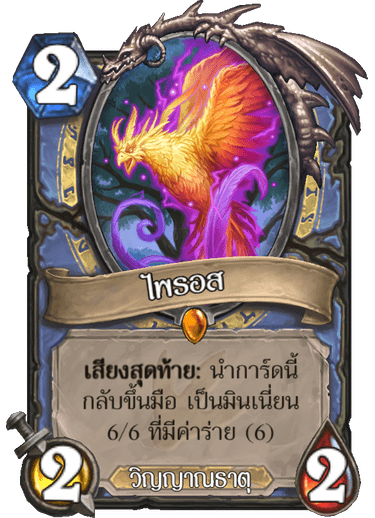 2
ไพรอส
เสียงสุดท้าย: นำการ์ดนี้
กลับขึ้นมือ เป็นมินเนี่ยน
6/6 ที่มีค่าร่าย (6)
2
วิญญาณธาตุ
2